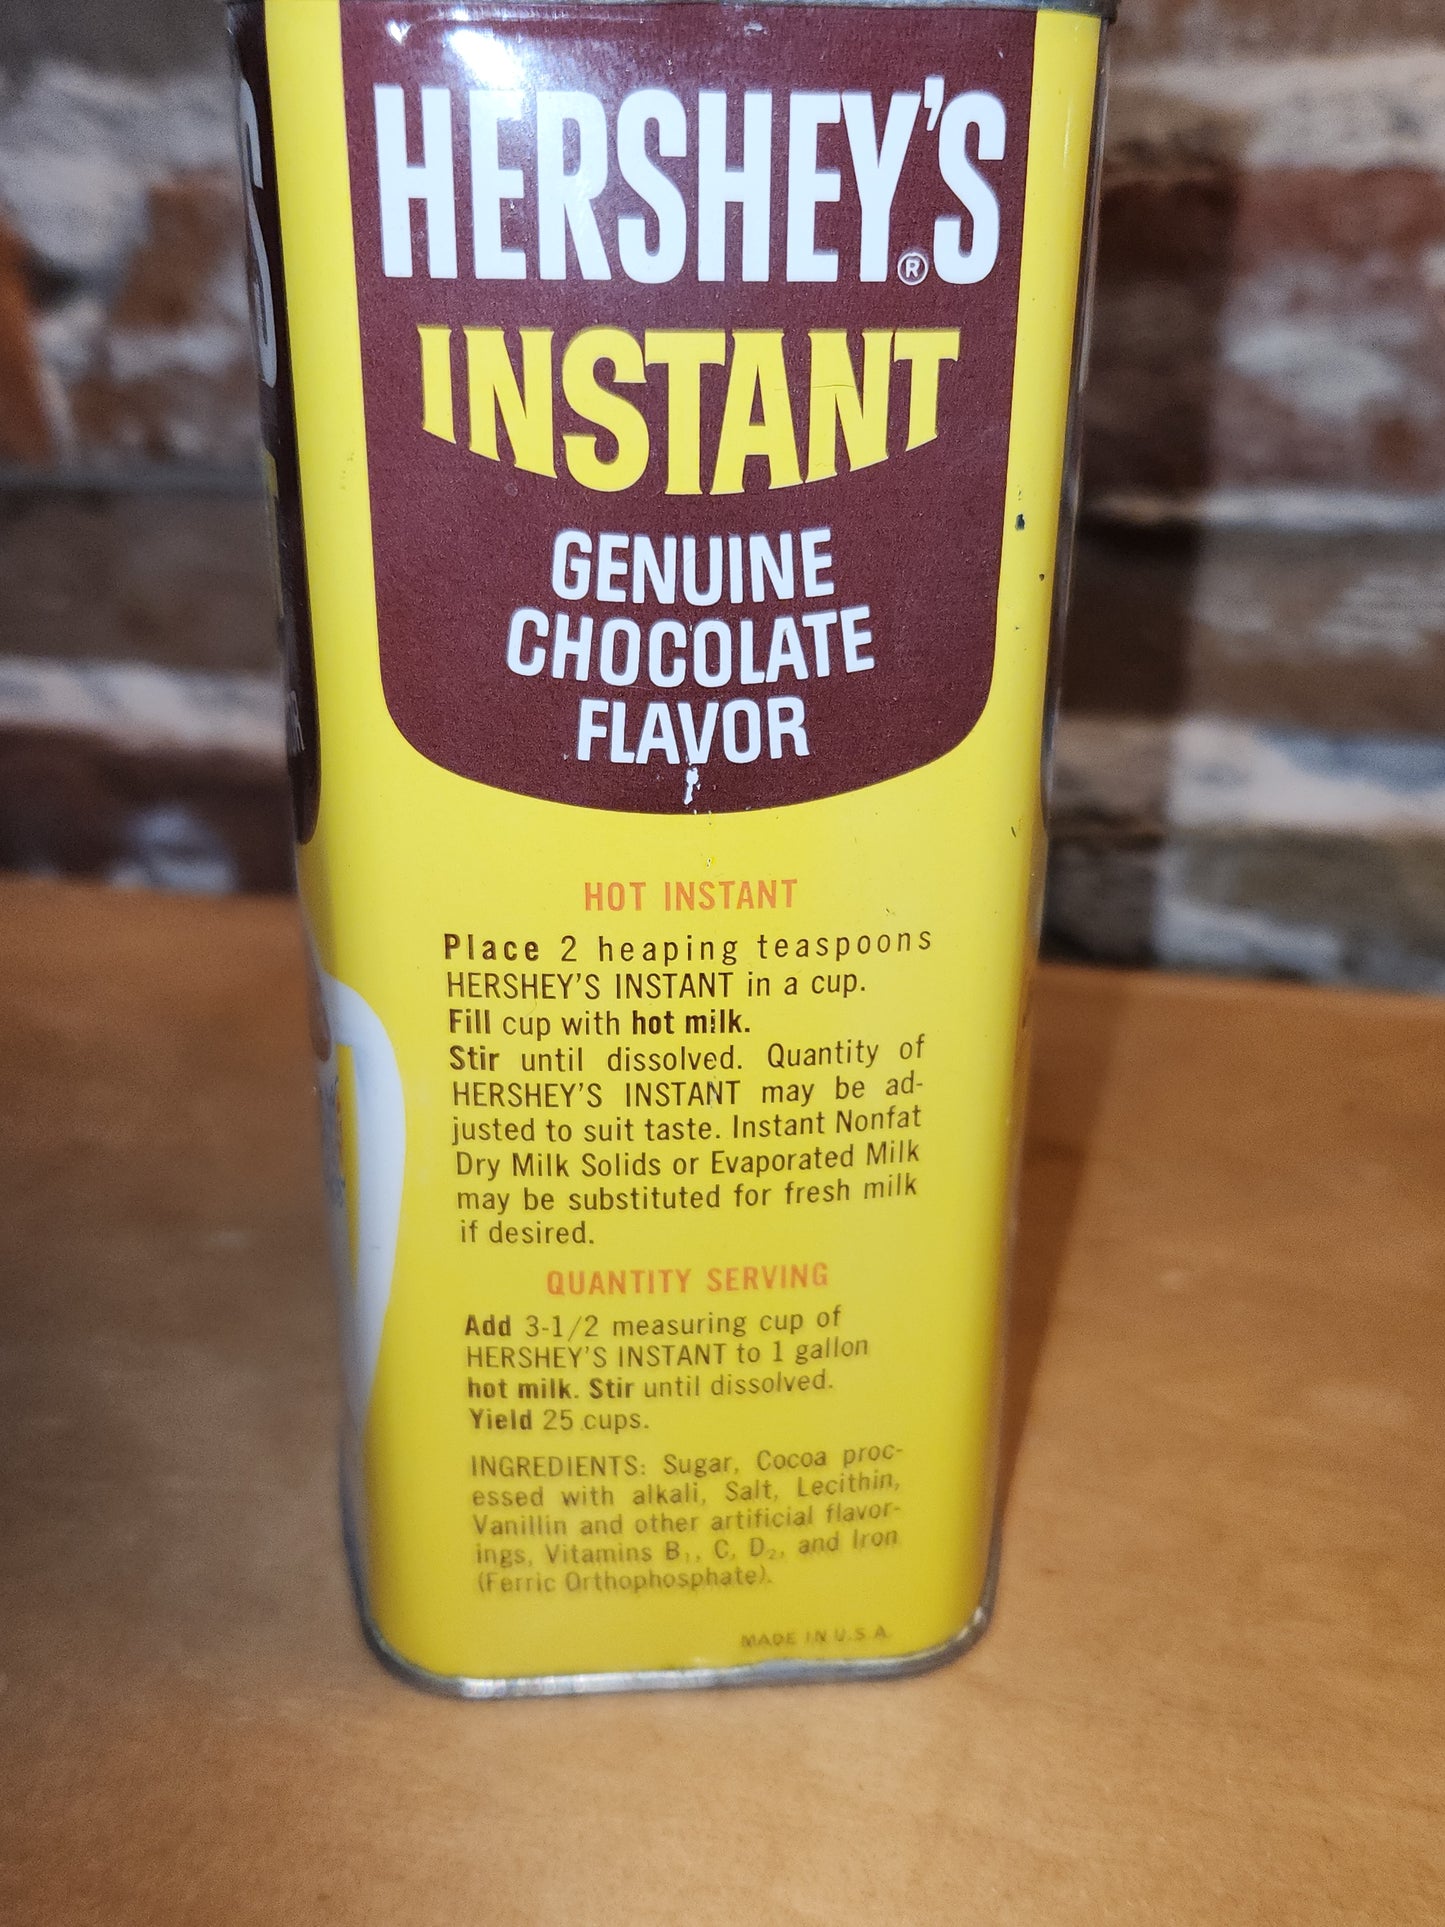 HERSHEY'S®
INSTANT
GENUINE
CHOCOLATE
FLAVOR
HOT INSTANT
Place 2 heaping teaspoons
HERSHEY'S INSTANT in a cup.
Fill cup with hot milk.
Stir until dissolved. Quantity of
HERSHEY'S INSTANT may be ad-
justed to suit taste. Instant Nonfat
Dry Milk Solids or Evaporated Milk
may be substituted for fresh milk
if desired.
QUANTITY SERVING
Add 3-1/2 measuring cup of
HERSHEY'S INSTANT to 1 gallon
hot milk. Stir until dissolved.
Yield 25 cups.
INGREDIENTS: Sugar, Cocoa proc-
essed with alkali, Salt, Lecithin,
Vanillin and other artificial flavor-
ings, Vitamins B₁, C, D₂, and Iron
(Ferric Orthophosphate).
MADE IN U.S.A.